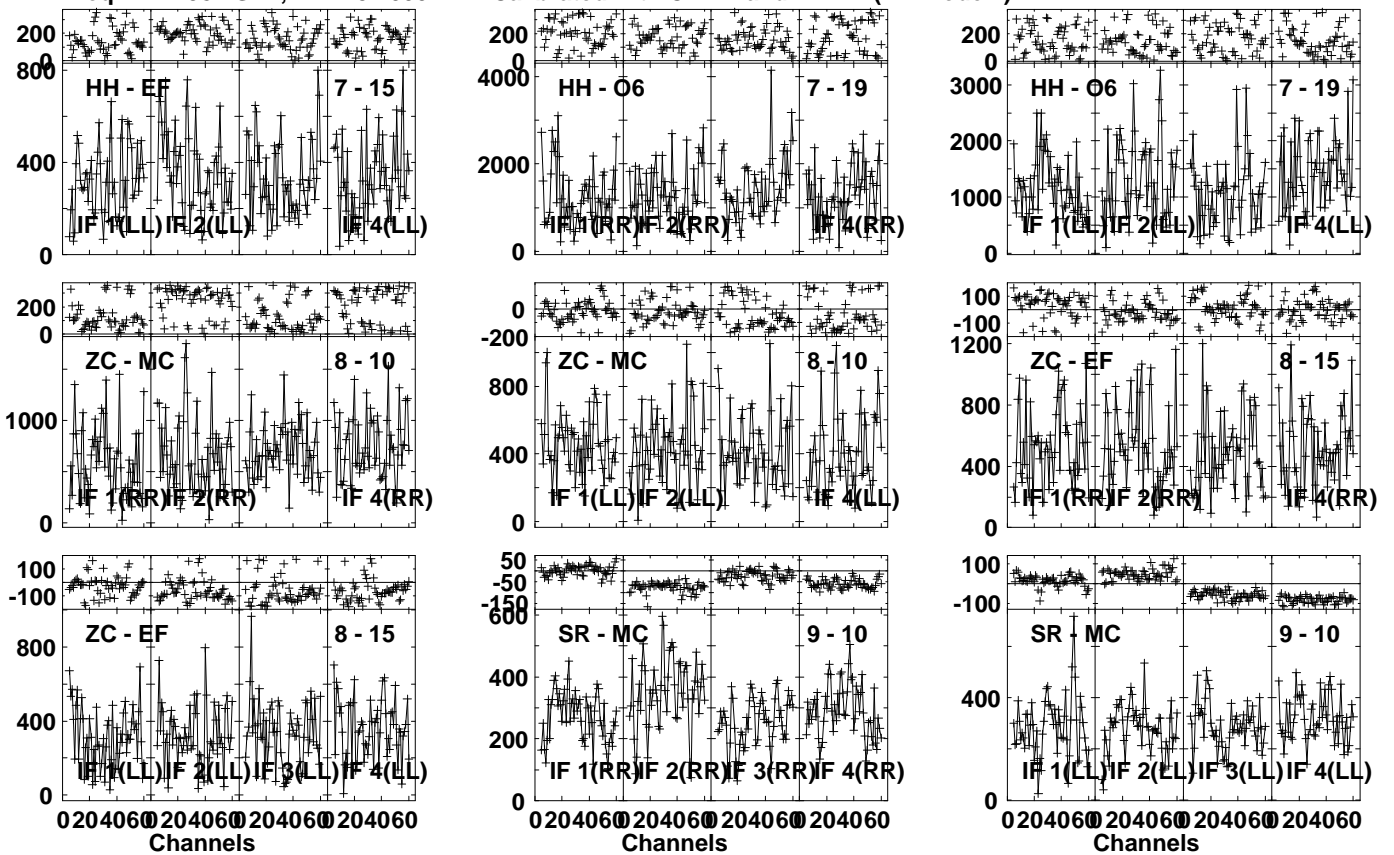 200
0
800
400
0
HH - EF
7 - 15
IF 1(LL)
IF 2(LL)
IF 4(LL)
200
0
4000
2000
0
HH - O6
7 - 19
IF 1(RR)
IF 2(RR)
IF 4(RR)
200
0
3000
2000
1000
0
HH - O6
7 - 19
IF 1(LL)
IF 2(LL)
IF 4(LL)
200
0
1000
0
ZC - MC
8 - 10
IF 1(RR)
IF 2(RR)
IF 4(RR)
0
-200
800
400
0
ZC - MC
8 - 10
IF 1(LL)
IF 2(LL)
IF 4(LL)
100
-100
1200
800
400
0
ZC - EF
8 - 15
IF 1(RR)
IF 2(RR)
IF 4(RR)
100
-100
800
400
0
ZC - EF
8 - 15
IF 1(LL)
IF 2(LL)
IF 3(LL)
IF 4(LL)
0 20 40 60 0 20 40 60 0 20 40 60 0 20 40 60
Channels
50
-50
-150
600
400
200
0
SR - MC
9 - 10
IF 1(RR)
IF 2(RR)
IF 3(RR)
IF 4(RR)
0 20 40 60 0 20 40 60 0 20 40 60 0 20 40 60
Channels
100
-100
400
0
SR - MC
9 - 10
IF 1(LL)
IF 2(LL)
IF 3(LL)
IF 4(LL)
0 20 40 60 0 20 40 60 0 20 40 60 0 20 40 60
Channels